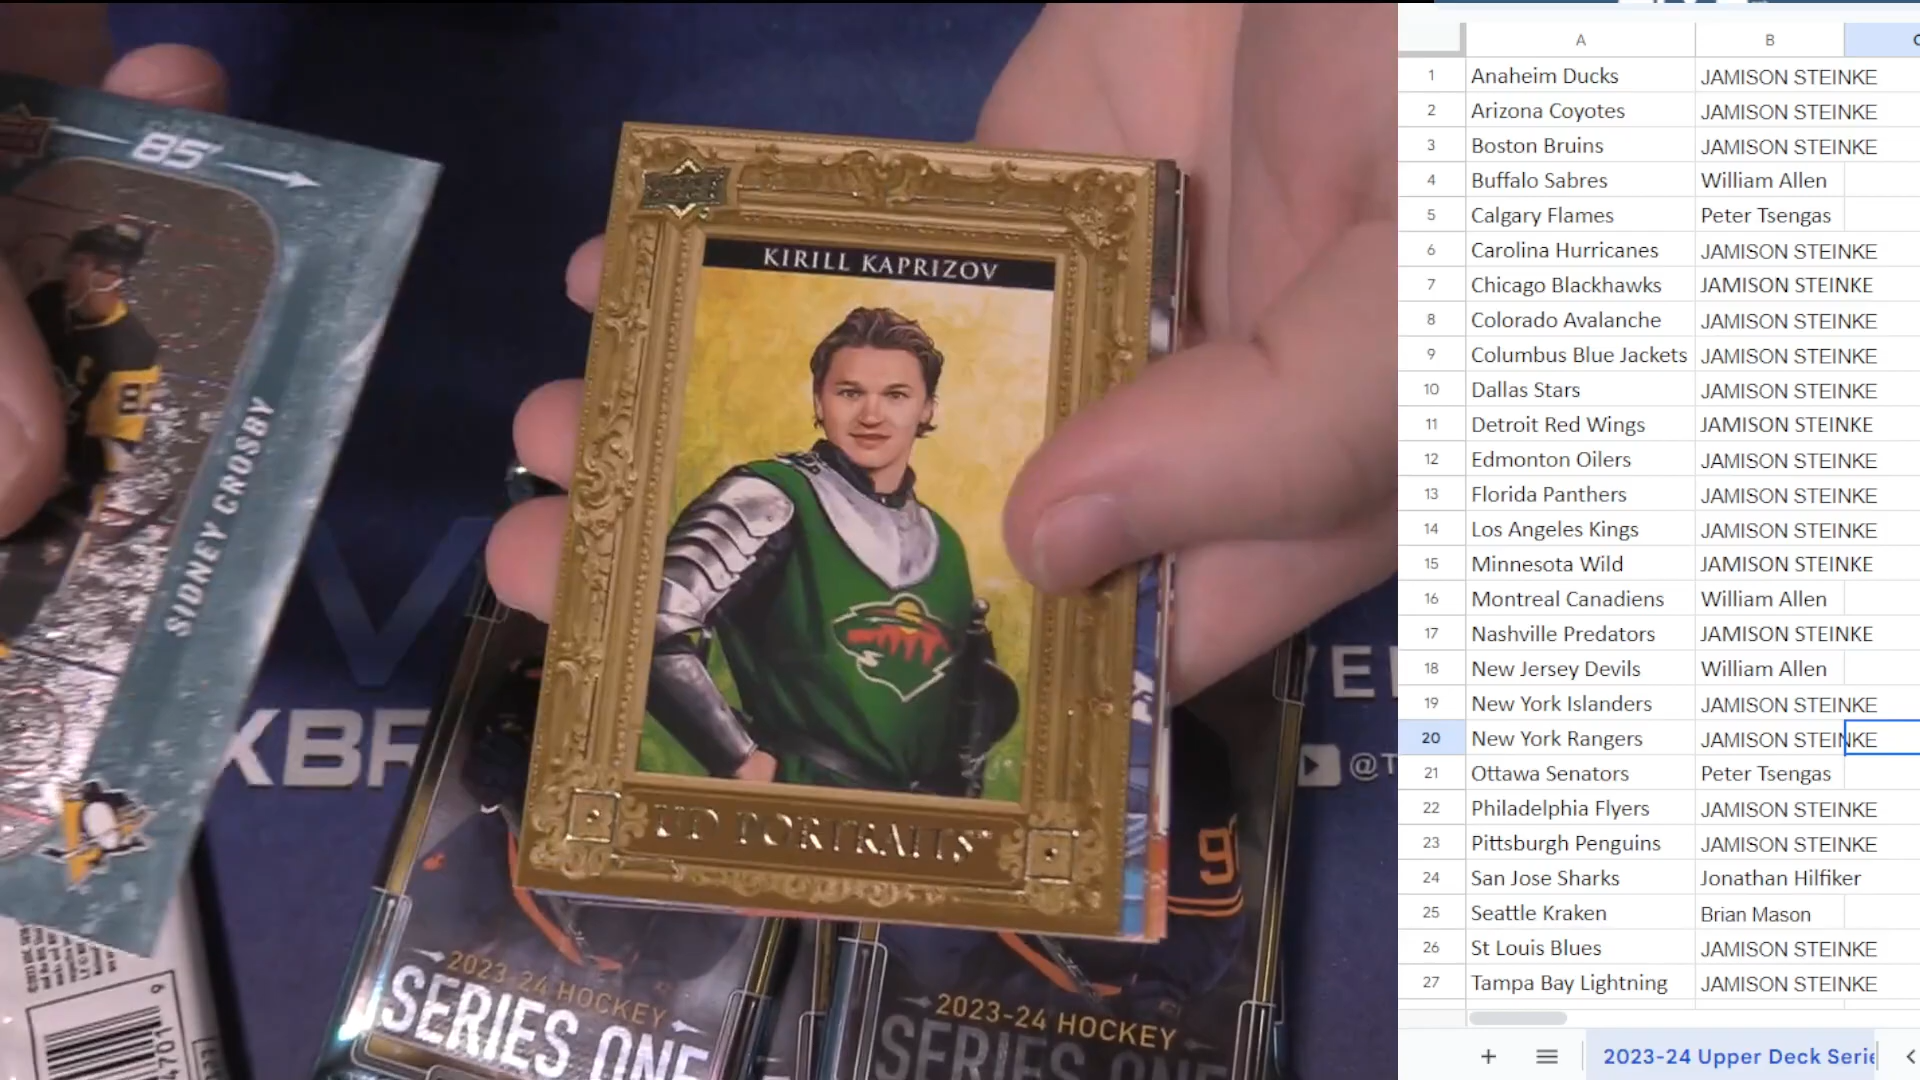 85
SIDNEY CROSBY
KIRILL KAPRIZOV
UD PORTRAITS
XBR
@T
9
2023-24 HOCKEY
SERIES ONE
2023-24 HOCKEY
SERIES ONE
A B
1 Anaheim Ducks JAMISON STEINKE
2 Arizona Coyotes JAMISON STEINKE
3 Boston Bruins JAMISON STEINKE
4 Buffalo Sabres William Allen
5 Calgary Flames Peter Tsengas
6 Carolina Hurricanes JAMISON STEINKE
7 Chicago Blackhawks JAMISON STEINKE
8 Colorado Avalanche JAMISON STEINKE
9 Columbus Blue Jackets JAMISON STEINKE
10 Dallas Stars JAMISON STEINKE
11 Detroit Red Wings JAMISON STEINKE
12 Edmonton Oilers JAMISON STEINKE
13 Florida Panthers JAMISON STEINKE
14 Los Angeles Kings JAMISON STEINKE
15 Minnesota Wild JAMISON STEINKE
16 Montreal Canadiens William Allen
17 Nashville Predators JAMISON STEINKE
18 New Jersey Devils William Allen
19 New York Islanders JAMISON STEINKE
20 New York Rangers JAMISON STEINKE
21 Ottawa Senators Peter Tsengas
22 Philadelphia Flyers JAMISON STEINKE
23 Pittsburgh Penguins JAMISON STEINKE
24 San Jose Sharks Jonathan Hilfiker
25 Seattle Kraken Brian Mason
26 St Louis Blues JAMISON STEINKE
27 Tampa Bay Lightning JAMISON STEINKE
2023-24 Upper Deck Serie